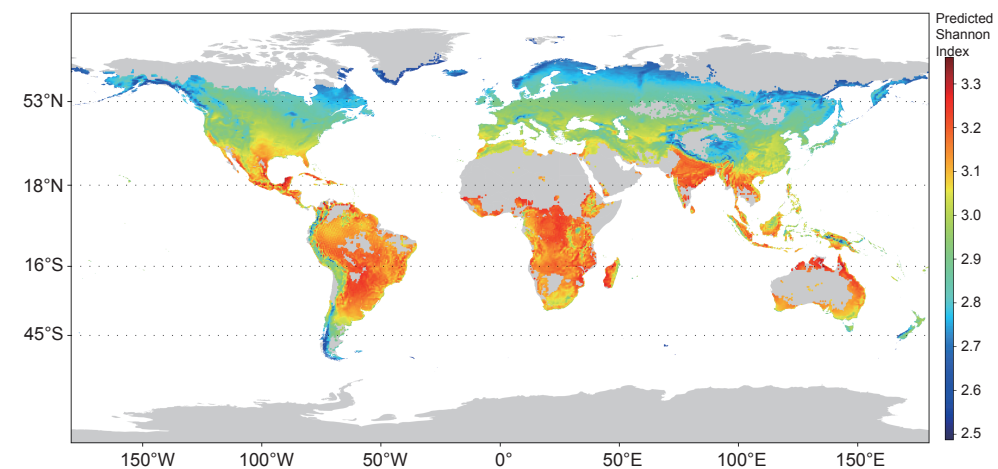 Predicted
Shannon
Index
3.3
3.2
3.1
3.0
2.9
2.8
2.7
2.6
2.5
53°N
18°N
16°S
45°S
150°W
100°W
50°W
0°
50°E
100°E
150°E